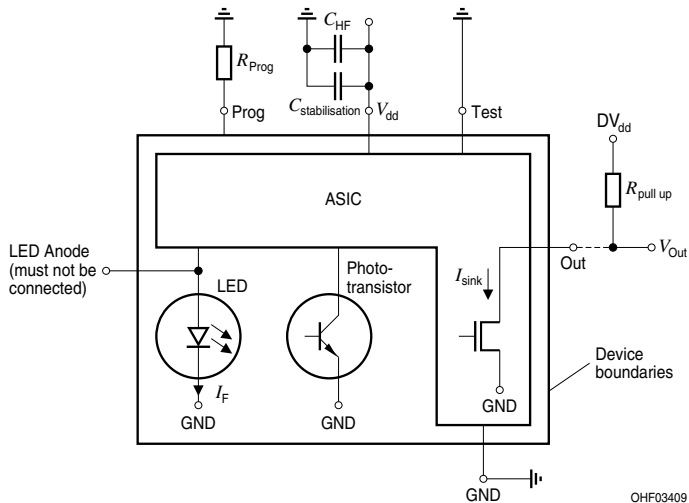 C_HF
R_Prog
C_stabilisation
V_dd
Prog
Test
DV_dd
ASIC
R_pull up
LED Anode
(must not be
connected)
LED
Photo-
transistor
I_sink
Out
V_Out
Device
boundaries
I_F
GND
GND
GND
GND
OHF03409